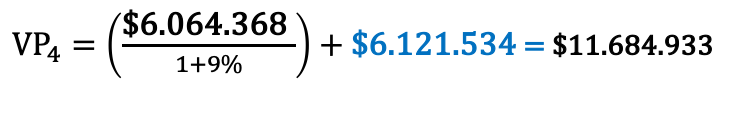 VP₄ = ($6.064.368 / 1+9%) + $6.121.534 = $11.684.933